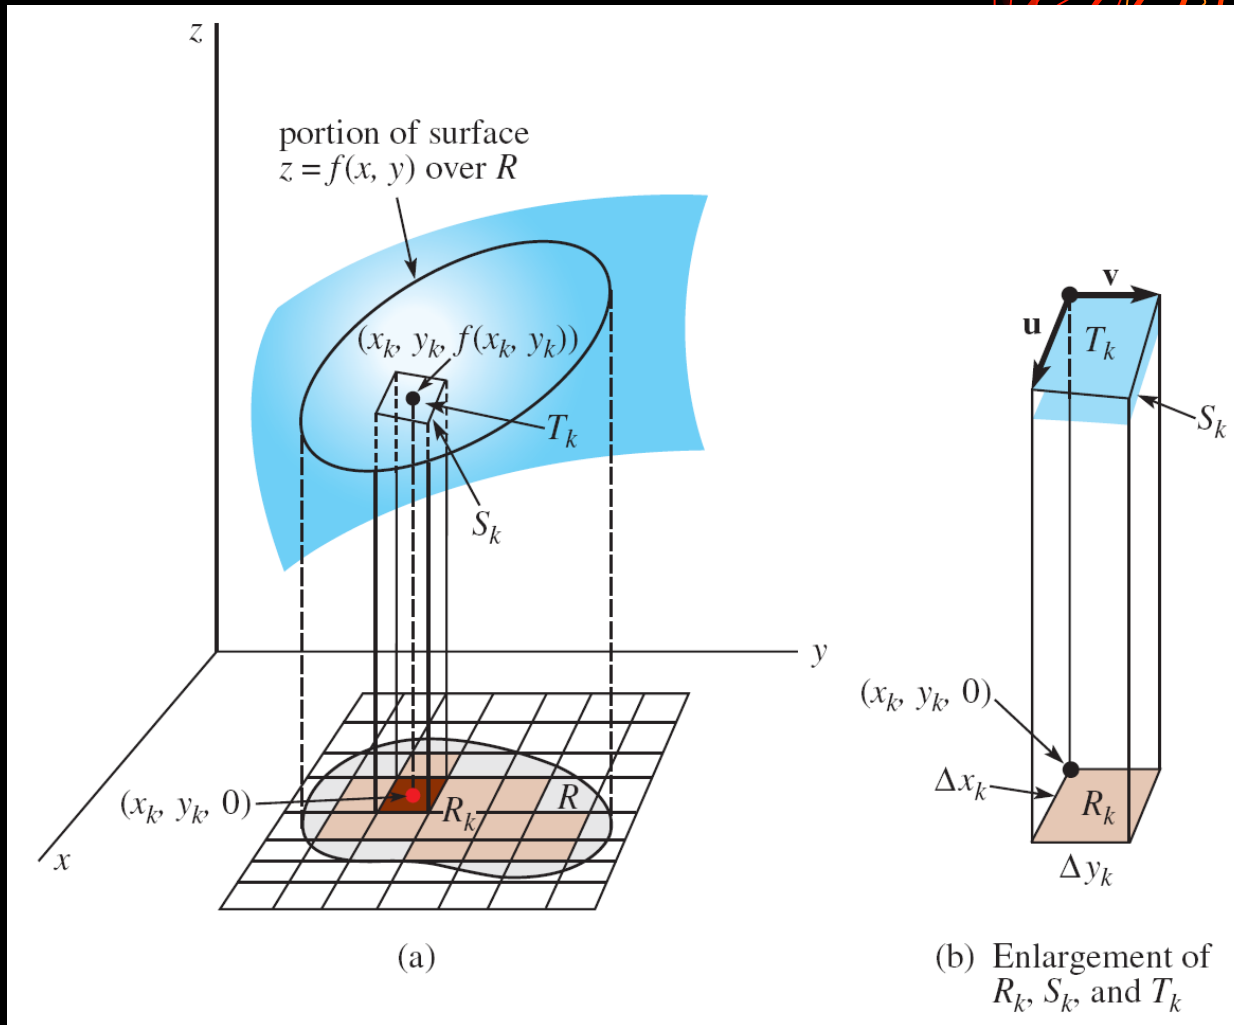 z
portion of surface
z = f(x, y) over R
(xₖ, yₖ, f(xₖ, yₖ))
Tₖ
Sₖ
y
(xₖ, yₖ, 0)
Rₖ
R
x
(a)
v
u
Tₖ
Sₖ
(xₖ, yₖ, 0)
Δxₖ
Rₖ
Δyₖ
(b) Enlargement of
Rₖ, Sₖ, and Tₖ